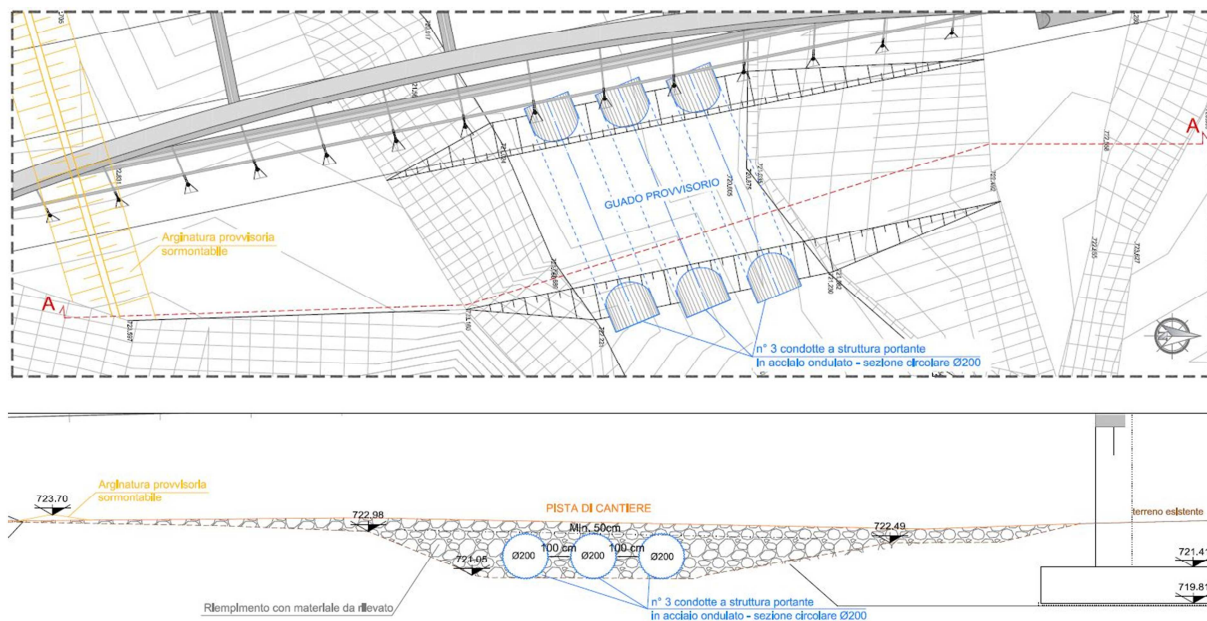 A
GUADO PROVVISORIO
Arginatura provvisoria
sormontabile
A
n° 3 condotte a struttura portante
in acciaio ondulato - sezione circolare Ø200
Arginatura provvisoria
sormontabile
723.70
PISTA DI CANTIERE
terreno esistente
722.98
Min. 50cm
722.49
721.05
Ø200
100 cm
Ø200
100 cm
Ø200
721.41
719.81
Riempimento con materiale da rilevato
n° 3 condotte a struttura portante
in acciaio ondulato - sezione circolare Ø200